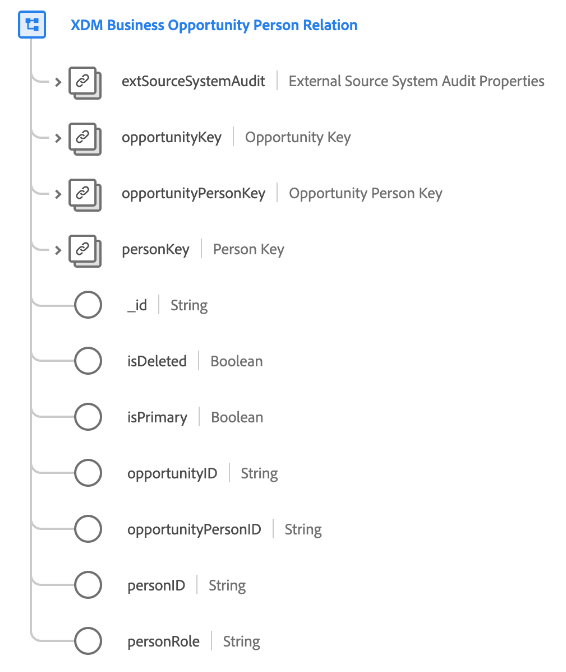 XDM Business Opportunity Person Relation
extSourceSystemAudit External Source System Audit Properties
opportunityKey Opportunity Key
opportunityPersonKey Opportunity Person Key
personKey Person Key
_id String
isDeleted Boolean
isPrimary Boolean
opportunityID String
opportunityPersonID String
personID String
personRole String